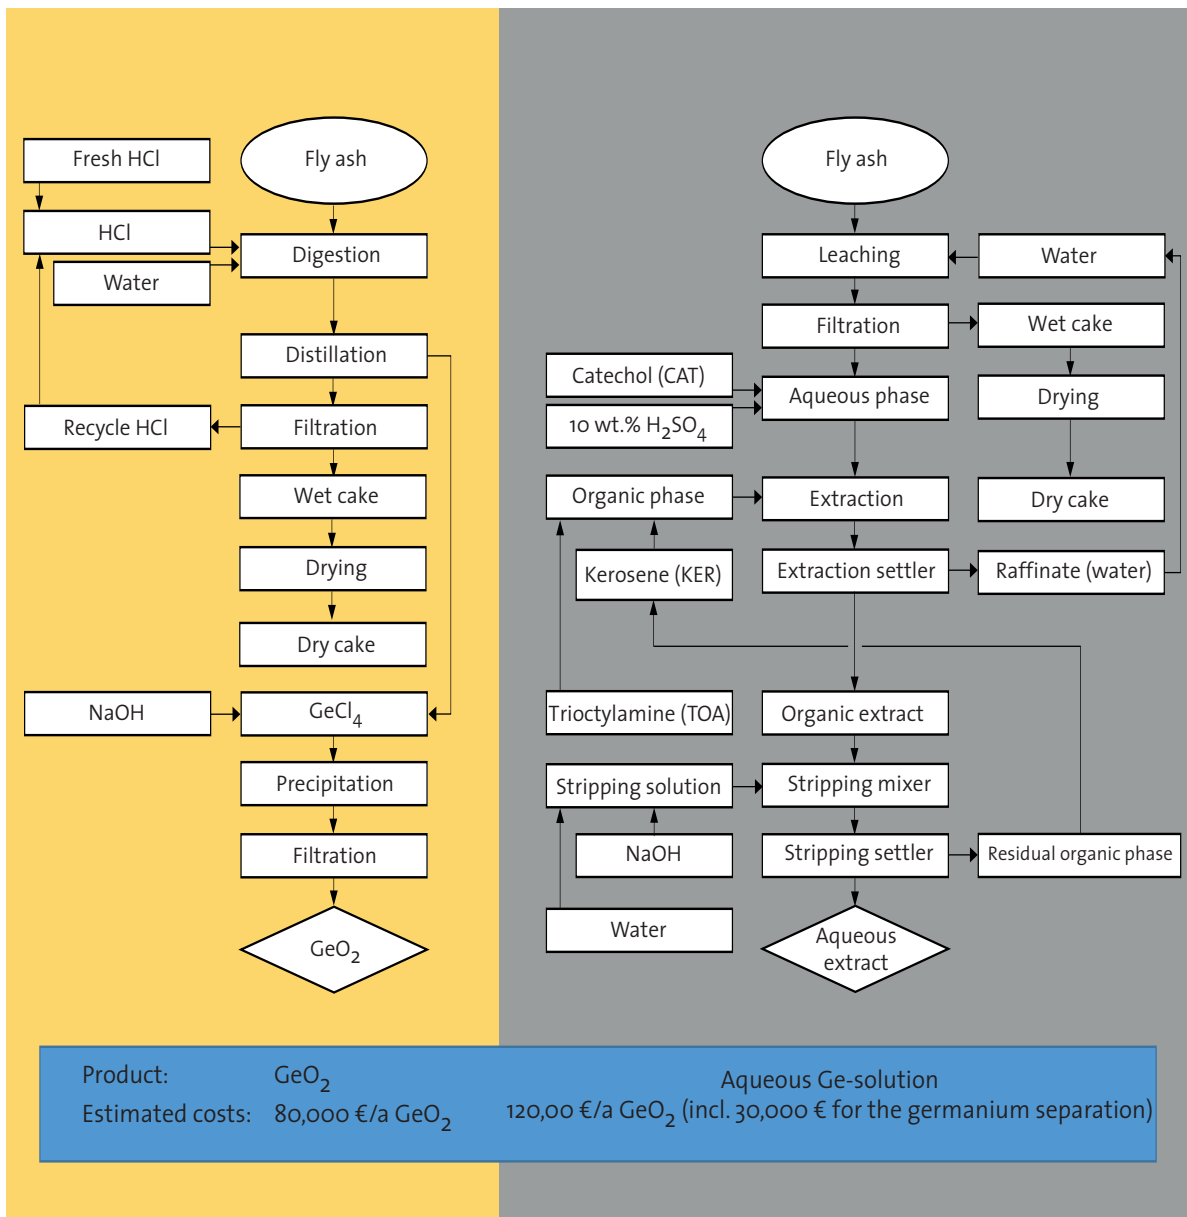 Fly ash
Fresh HCl
HCl
Water
Digestion
Distillation
Recycle HCl
Filtration
Wet cake
Drying
Dry cake
NaOH
GeCl4
Precipitation
Filtration
GeO2
Fly ash
Leaching
Water
Filtration
Wet cake
Catechol (CAT)
10 wt.% H2SO4
Aqueous phase
Drying
Organic phase
Extraction
Dry cake
Kerosene (KER)
Extraction settler
Raffinate (water)
Trioctylamine (TOA)
Organic extract
Stripping solution
Stripping mixer
NaOH
Stripping settler
Residual organic phase
Water
Aqueous
extract
Product: GeO2
Aqueous Ge-solution
Estimated costs: 80,000 €/a GeO2
120,00 €/a GeO2 (incl. 30,000 € for the germanium separation)